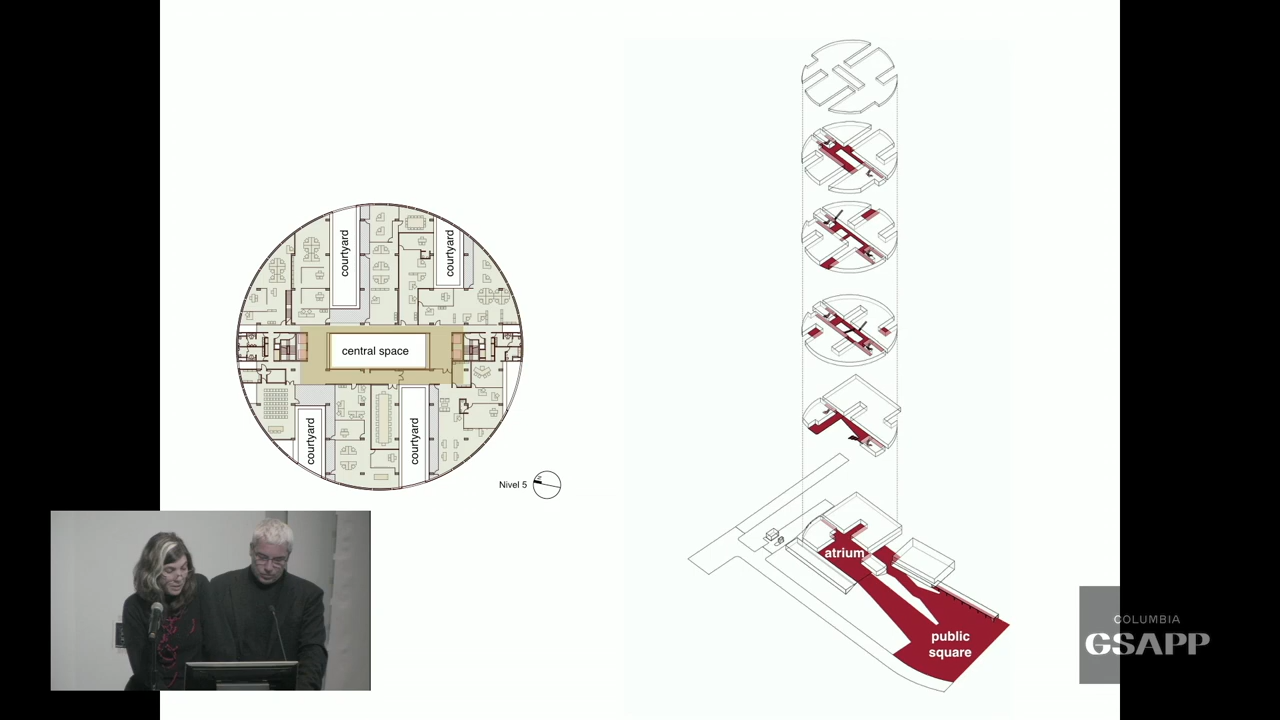 courtyard
courtyard
central space
courtyard
courtyard
Nivel 5
atrium
public
square
COLUMBIA
GSAPP